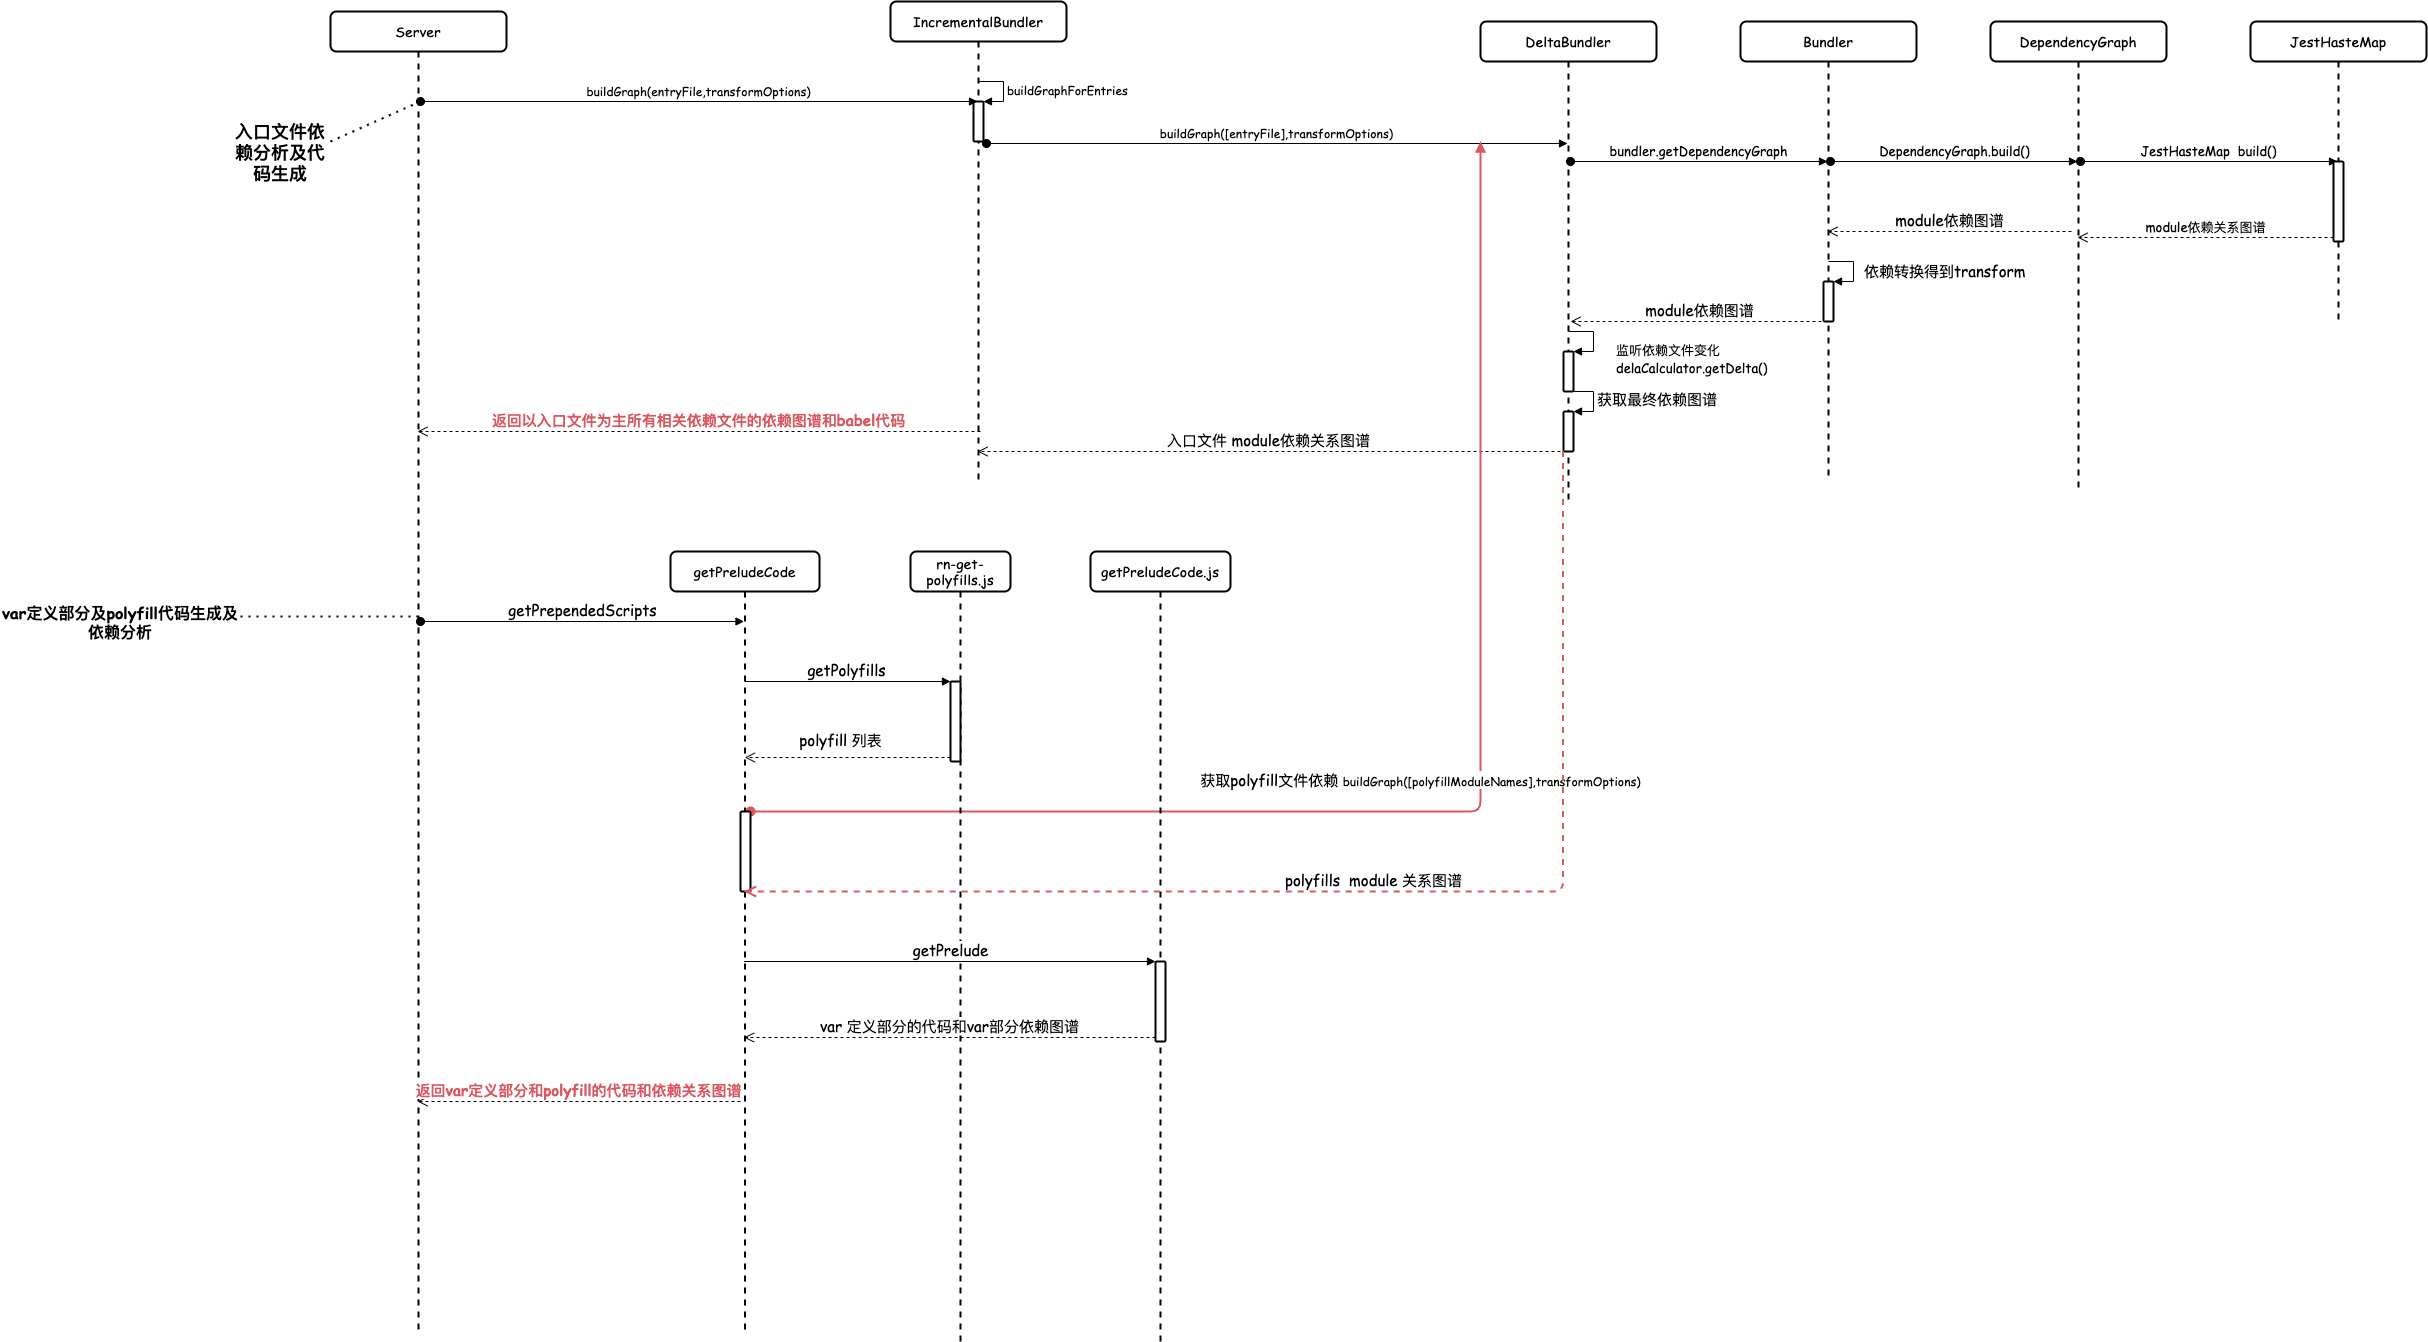 IncrementalBundler
Server
DeltaBundler
Bundler
DependencyGraph
JestHasteMap
buildGraph(entryFile,transformOptions)
buildGraphForEntries
入口文件依
赖分析及代
码生成
buildGraph([entryFile],transformOptions)
bundler.getDependencyGraph
DependencyGraph.build()
JestHasteMap build()
module依赖图谱
module依赖关系图谱
依赖转换得到transform
module依赖图谱
监听依赖文件变化
delaCalculator.getDelta()
获取最终依赖图谱
返回以入口文件为主所有相关依赖文件的依赖图谱和babel代码
入口文件 module依赖关系图谱
getPreludeCode
rn-get-
polyfills.js
getPreludeCode.js
var定义部分及polyfill代码生成及
依赖分析
getPrependedScripts
getPolyfills
polyfill 列表
获取polyfill文件依赖 buildGraph([polyfillModuleNames],transformOptions)
polyfills module 关系图谱
getPrelude
var 定义部分的代码和var部分依赖图谱
返回var定义部分和polyfill的代码和依赖关系图谱